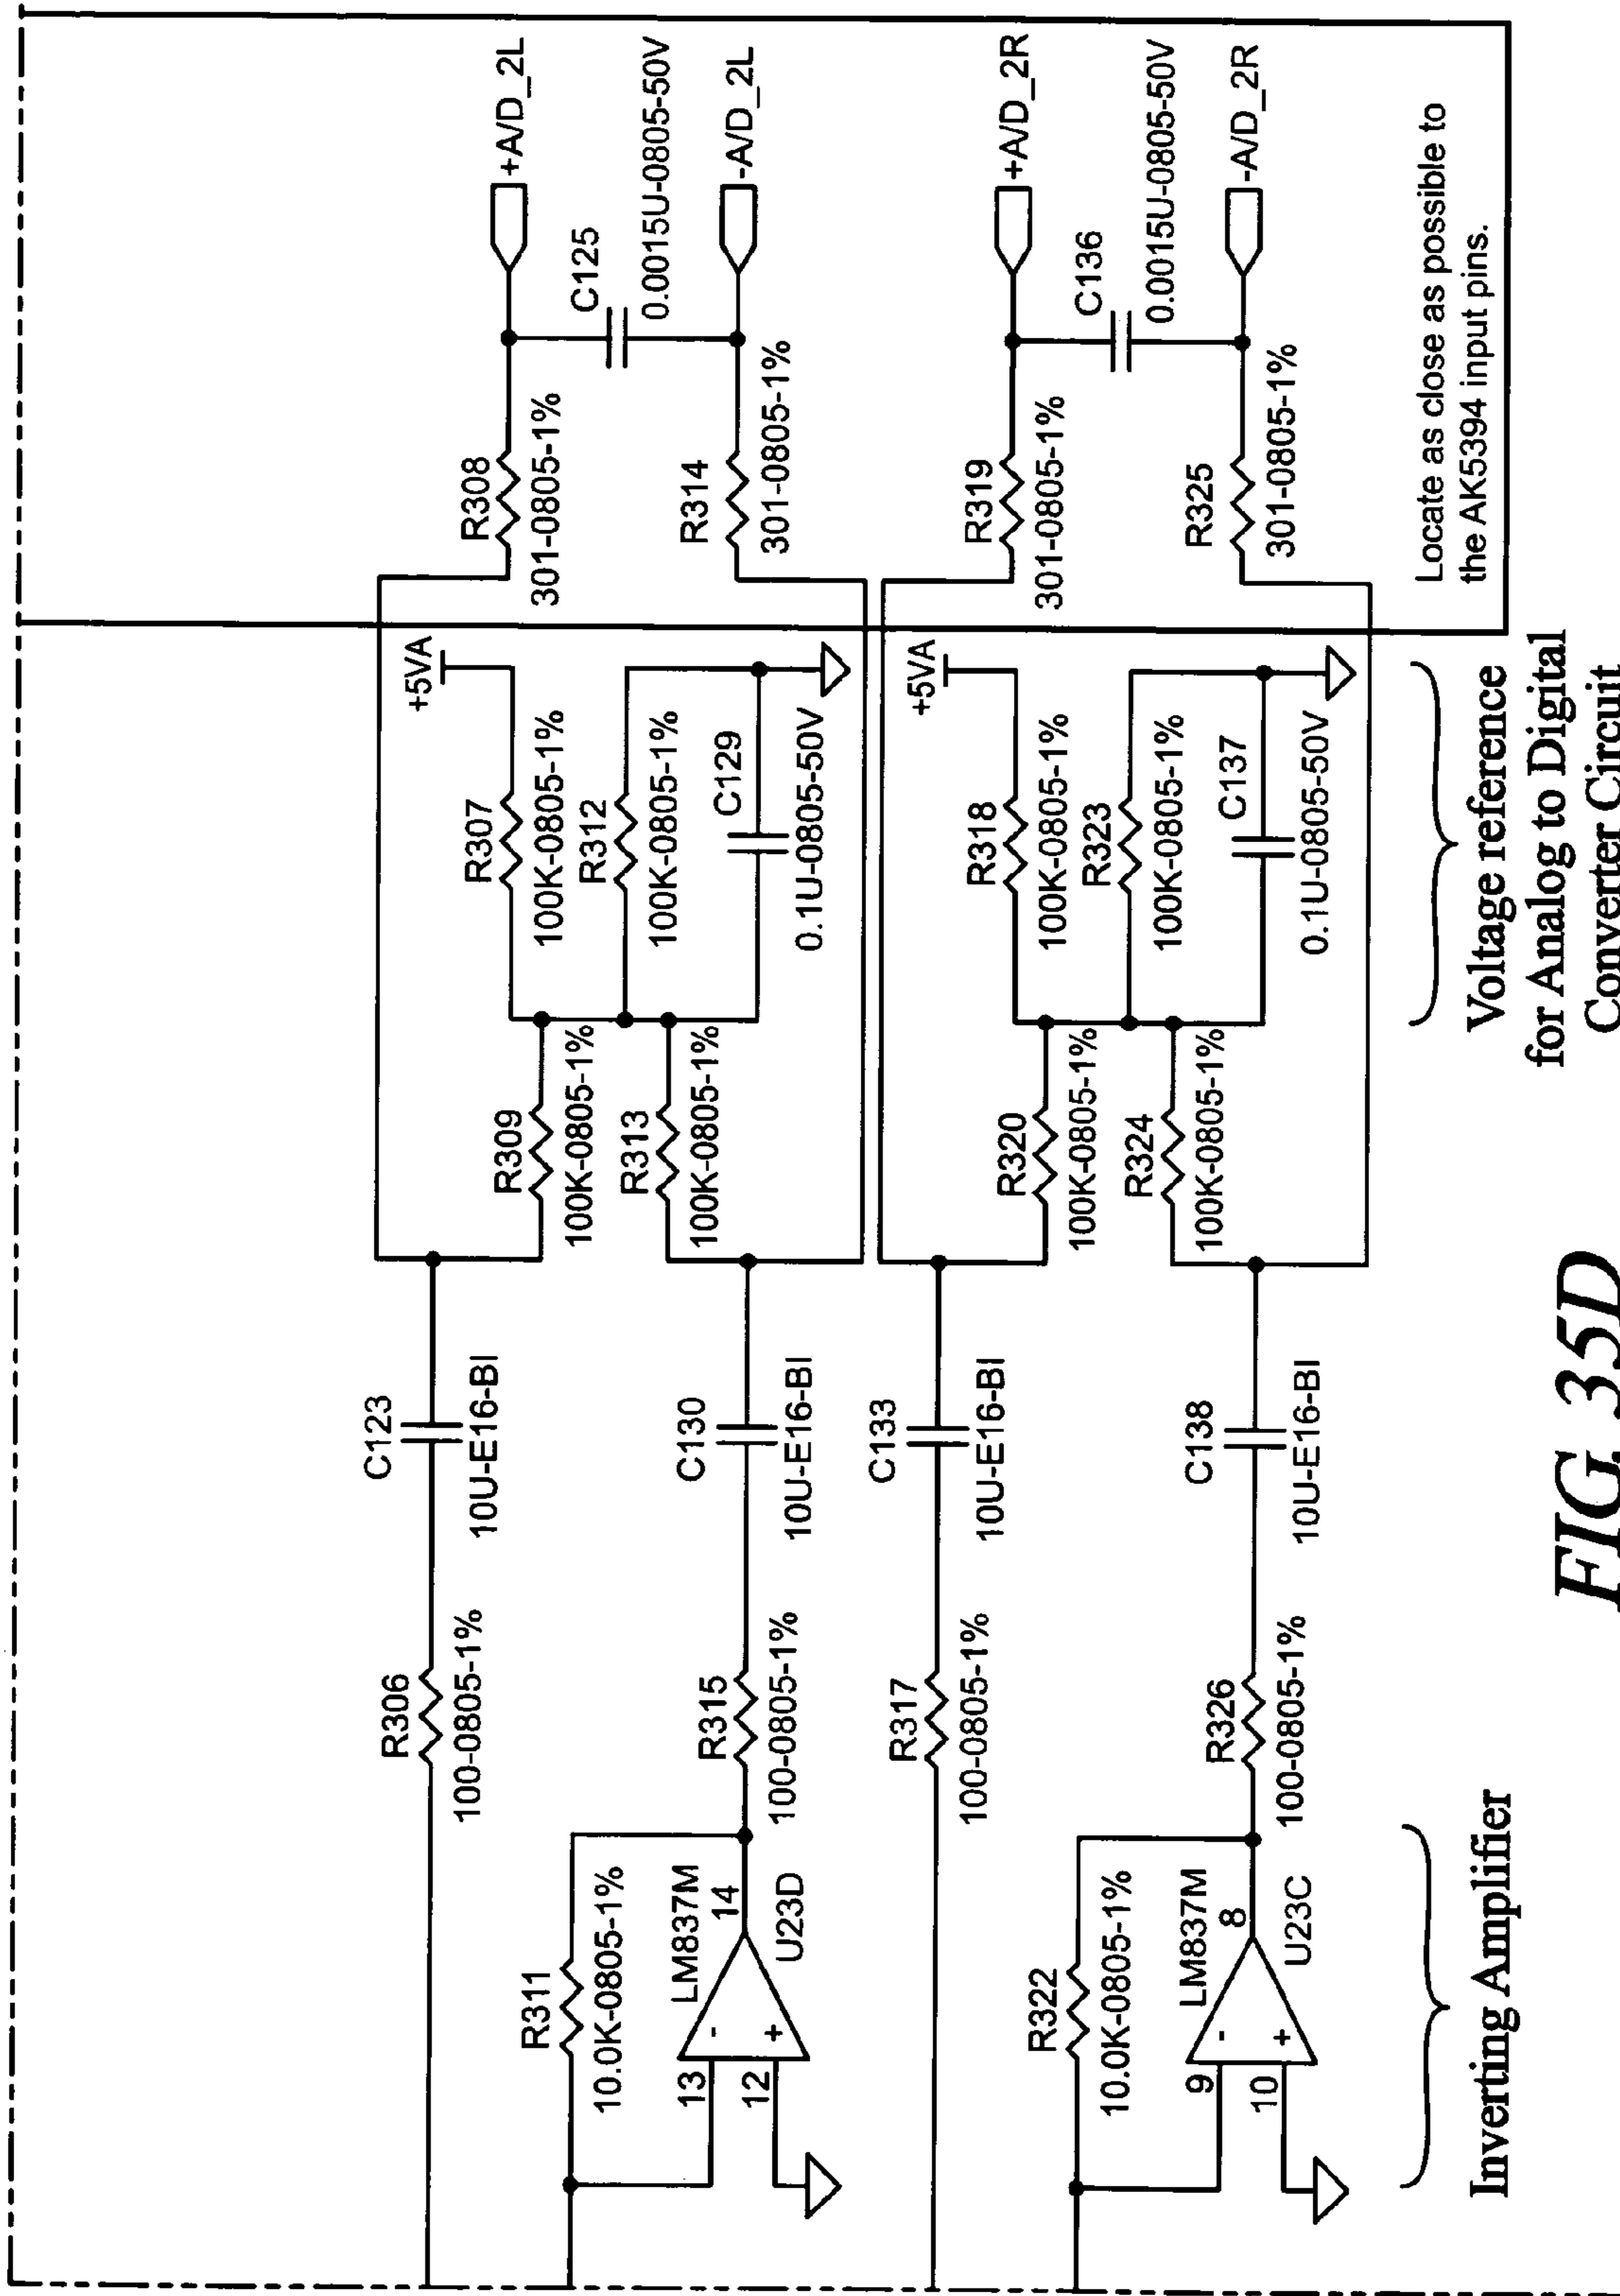 +A/D_2L
R308
301-0805-1%
C125
0.0015U-0805-50V
-A/D_2L
R314
301-0805-1%
+A/D_2R
R319
301-0805-1%
C136
0.0015U-0805-50V
-A/D_2R
R325
301-0805-1%
Locate as close as possible to
the AK5394 input pins.
+5VA
R307
100K-0805-1%
R312
100K-0805-1%
C129
0.1U-0805-50V
R309
100K-0805-1%
R313
100K-0805-1%
+5VA
R318
100K-0805-1%
R323
100K-0805-1%
C137
0.1U-0805-50V
R320
100K-0805-1%
R324
100K-0805-1%
Voltage reference
for Analog to Digital
Converter Circuit
C123
10U-E16-BI
C130
10U-E16-BI
C133
10U-E16-BI
C138
10U-E16-BI
R306
100-0805-1%
R315
100-0805-1%
R317
100-0805-1%
R326
100-0805-1%
R311
10.0K-0805-1%
LM837M
13
-
12
+
14
U23D
R322
10.0K-0805-1%
LM837M
9
-
10
+
8
U23C
Inverting Amplifier
FIG. 35D